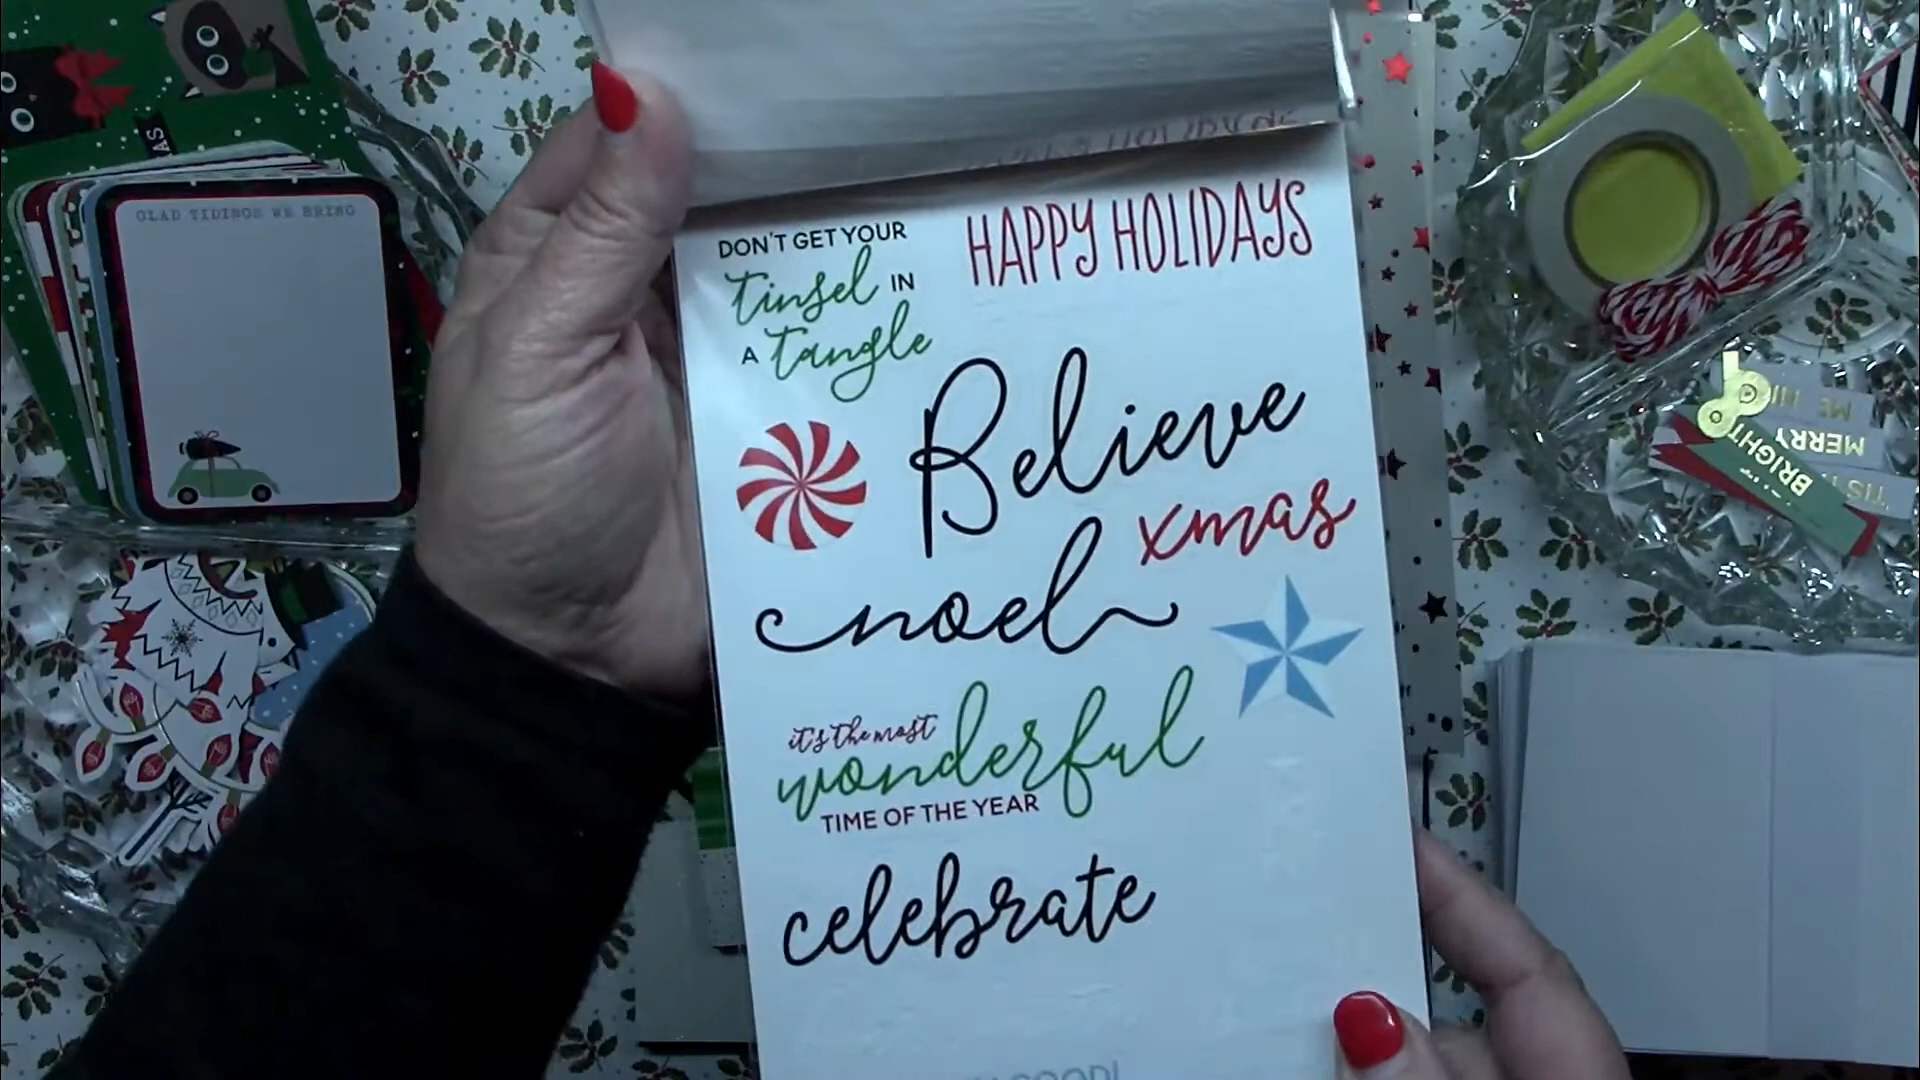 GLAD TIDINGS WE BRING
DON'T GET YOUR
tinsel IN
A tangle
HAPPY HOLIDAYS
Believe
xmas
noel
it's the most
wonderful
TIME OF THE YEAR
celebrate
MERRY
BRIGHT